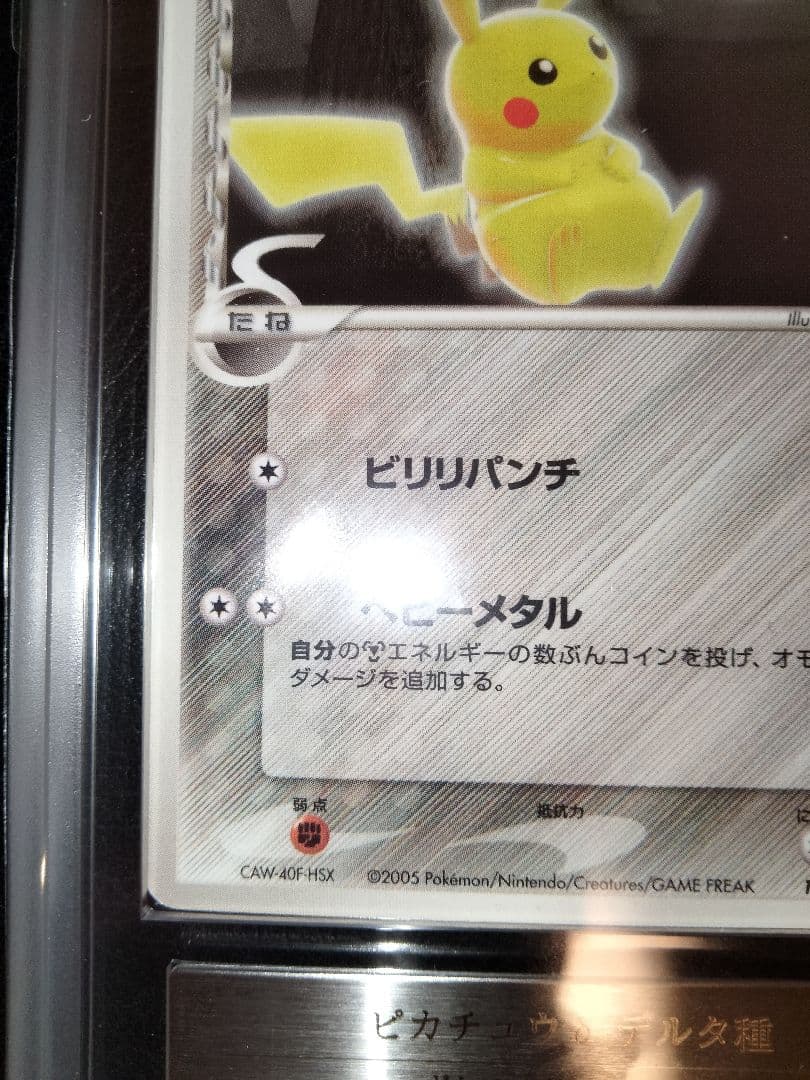 たね
illu
ビリリパンチ
ヘビーメタル
自分のエネルギーの数ぶんコインを投げ、オモ
ダメージを追加する。
弱点
抵抗力
に
CAW-40F-HSX
©2005 Pokémon/Nintendo/Creatures/GAME FREAK
ピカチュウ δ-デルタ種